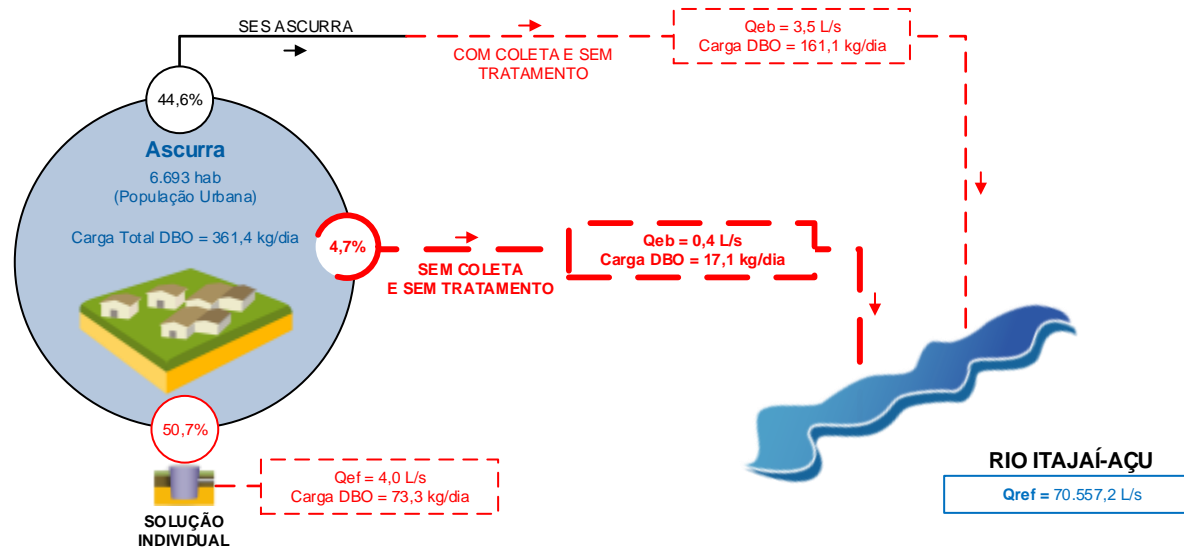 SES ASCURRA
COM COLETA E SEM
TRATAMENTO
Qeb = 3,5 L/s
Carga DBO = 161,1 kg/dia
44,6%
Ascurra
6.693 hab
(População Urbana)
Carga Total DBO = 361,4 kg/dia
4,7%
SEM COLETA
E SEM TRATAMENTO
Qeb = 0,4 L/s
Carga DBO = 17,1 kg/dia
50,7%
SOLUÇÃO
INDIVIDUAL
Qef = 4,0 L/s
Carga DBO = 73,3 kg/dia
RIO ITAJAÍ-AÇU
Qref = 70.557,2 L/s